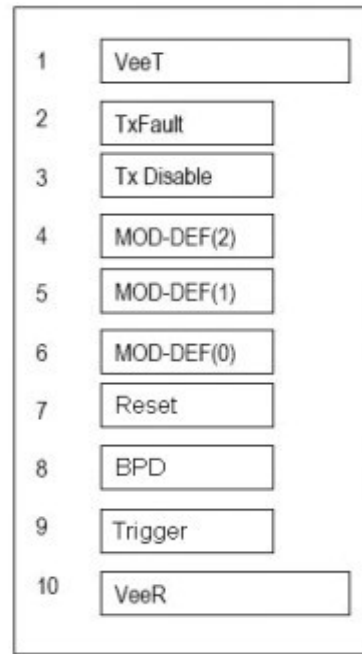 1 VeeT
2 TxFault
3 Tx Disable
4 MOD-DEF(2)
5 MOD-DEF(1)
6 MOD-DEF(0)
7 Reset
8 BPD
9 Trigger
10 VeeR